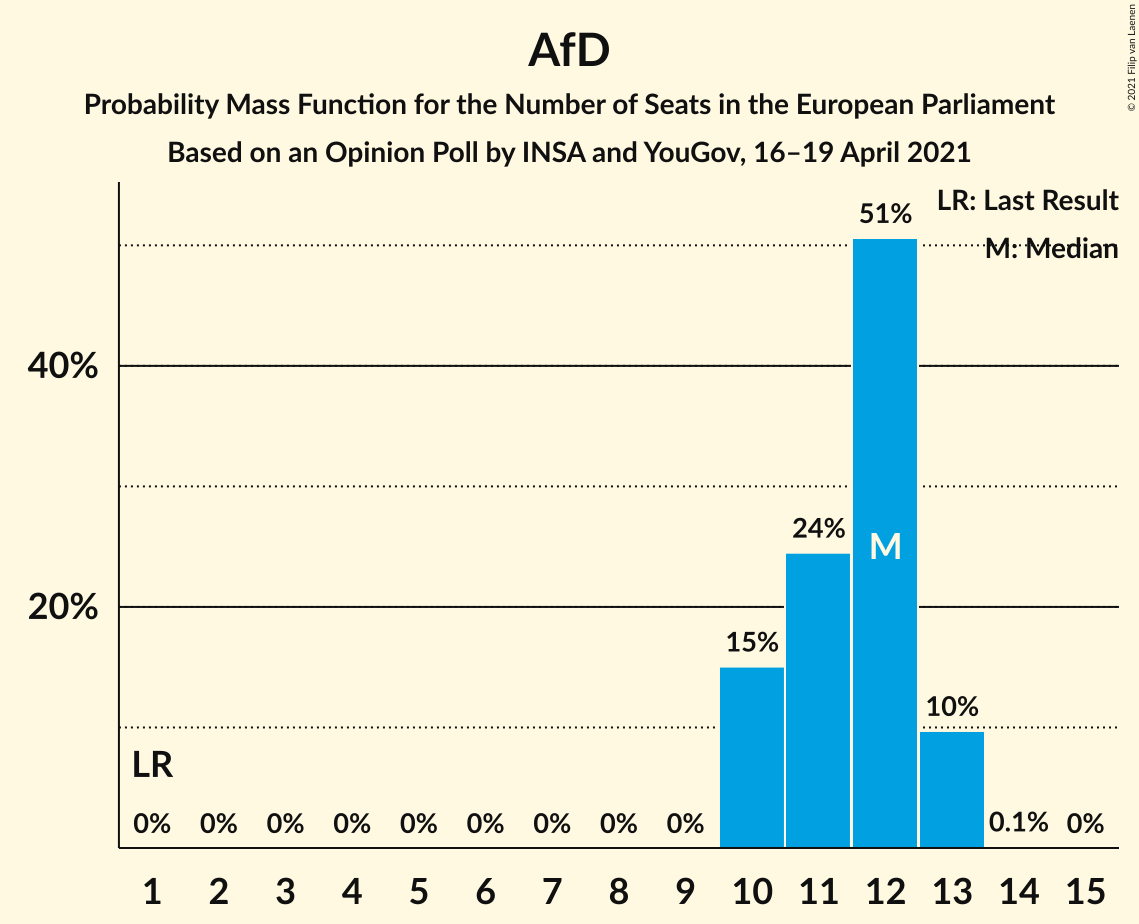 AfD
Probability Mass Function for the Number of Seats in the European Parliament
Based on an Opinion Poll by INSA and YouGov, 16–19 April 2021
© 2021 Filip van Laenen
LR: Last Result
M: Median
51%
40%
24%
M
20%
15%
10%
LR
0% 0% 0% 0% 0% 0% 0% 0% 0% 0.1% 0%
1 2 3 4 5 6 7 8 9 10 11 12 13 14 15